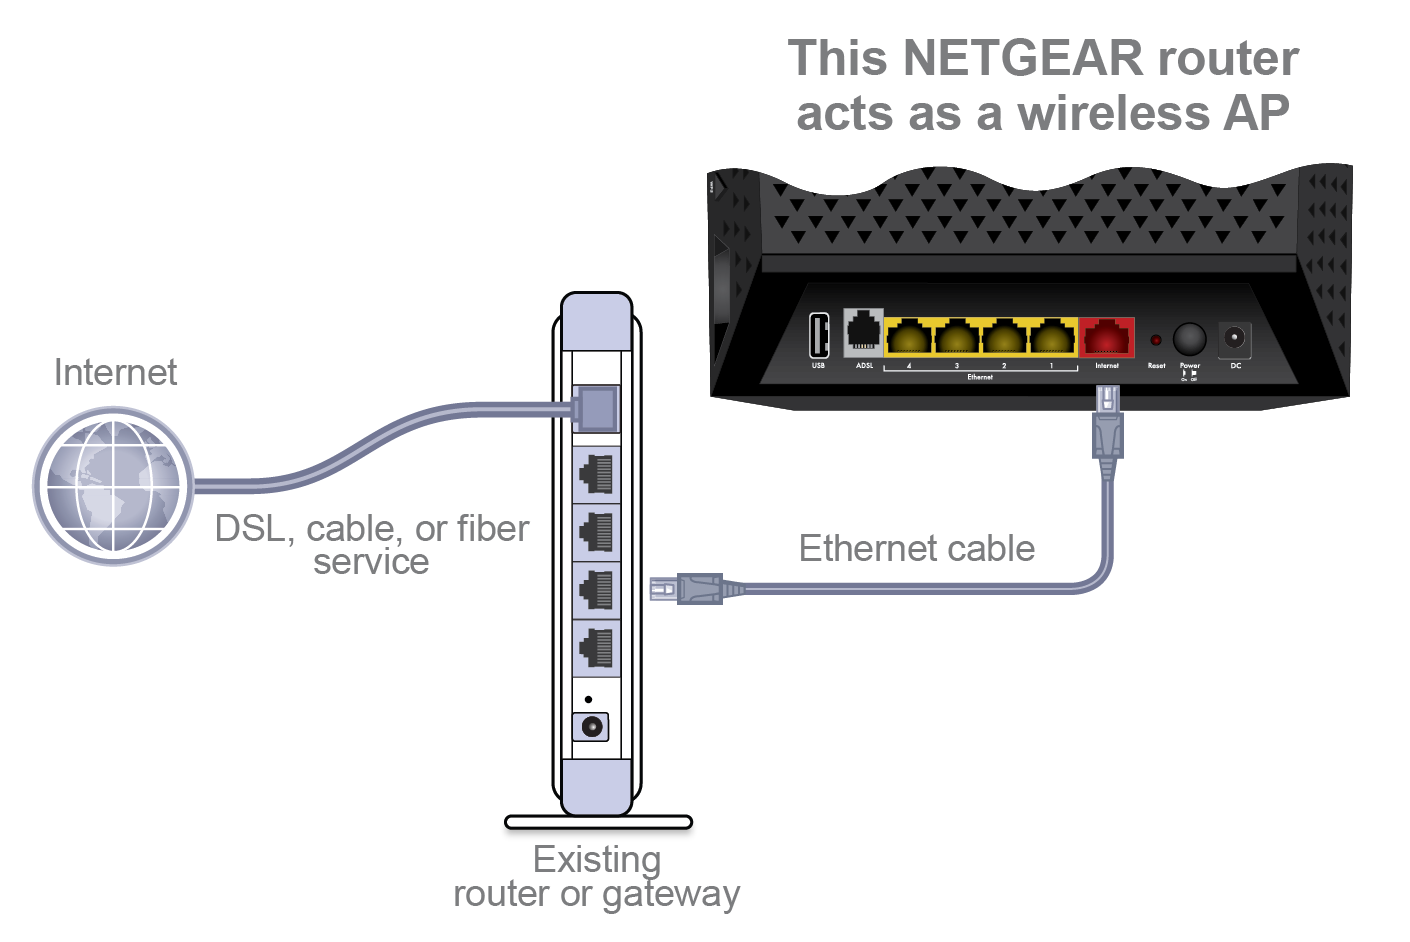 This NETGEAR router
acts as a wireless AP
USB
ADSL
4
3
2
1
Ethernet
Internet
Reset
Power
On
Off
DC
Internet
DSL, cable, or fiber
service
Ethernet cable
Existing
router or gateway